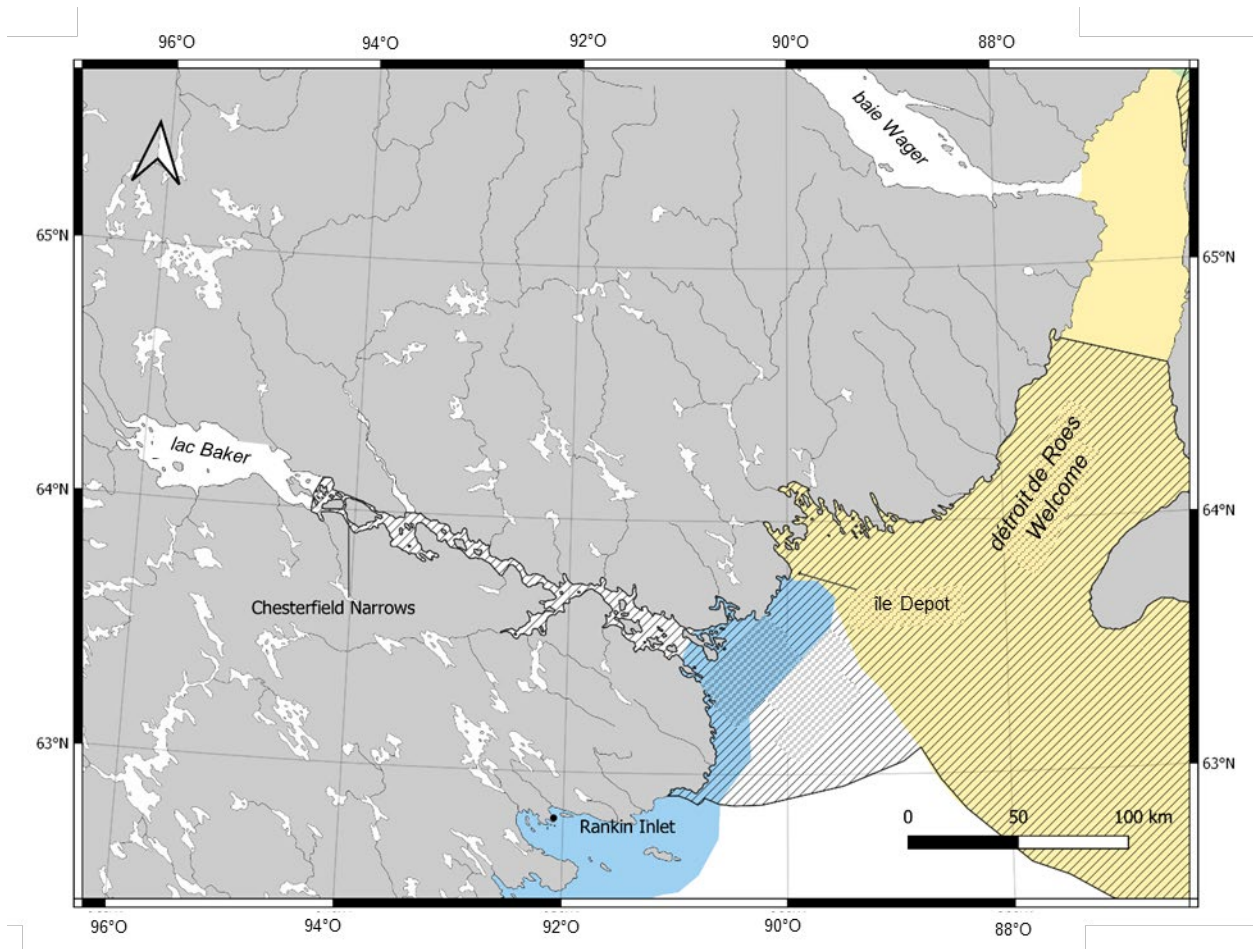 96°O 94°O 92°O 90°O 88°O
baie Wager
65°N 65°N
lac Baker
64°N 64°N
détroit de Roes
Welcome
Chesterfield Narrows
île Depot
63°N 63°N
0 50 100 km
Rankin Inlet
96°O 94°O 92°O 90°O 88°O